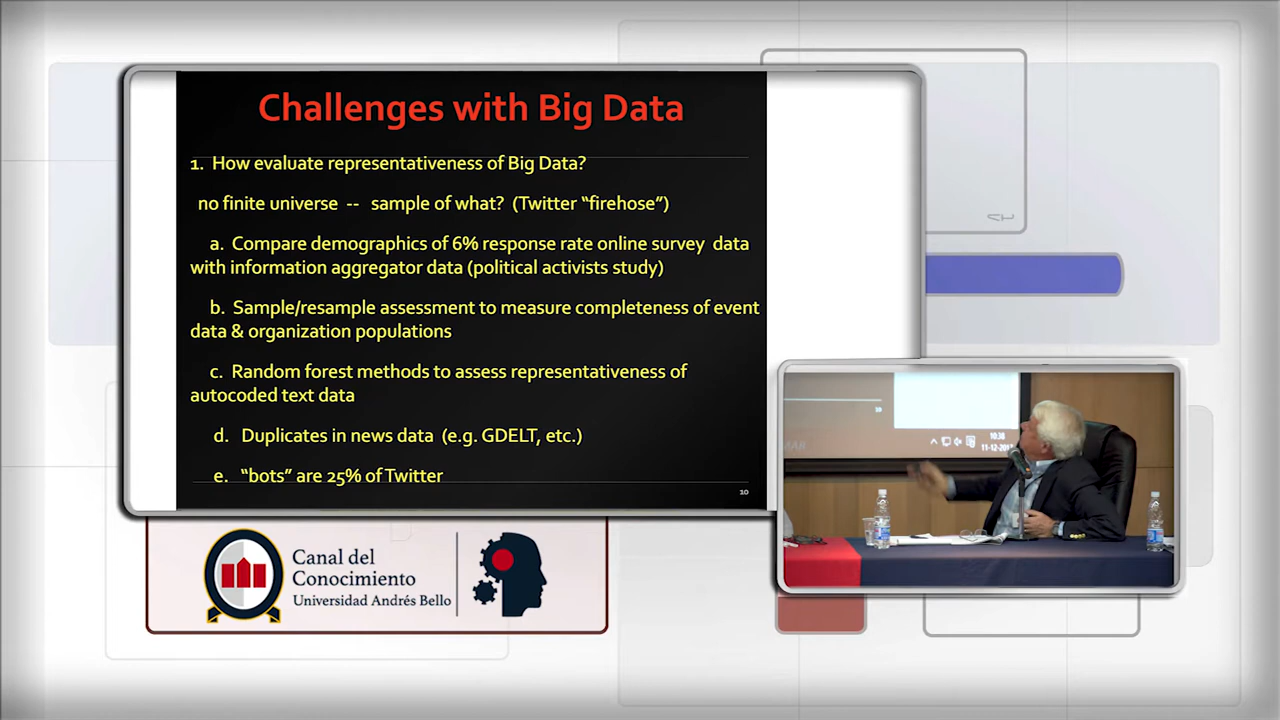 Challenges with Big Data
1. How evaluate representativeness of Big Data?
no finite universe -- sample of what? (Twitter “firehose”)
a. Compare demographics of 6% response rate online survey data
with information aggregator data (political activists study)
b. Sample/resample assessment to measure completeness of event
data & organization populations
c. Random forest methods to assess representativeness of
autocoded text data
d. Duplicates in news data (e.g. GDELT, etc.)
e. “bots” are 25% of Twitter
10
Canal del
Conocimiento
Universidad Andrés Bello
10:38